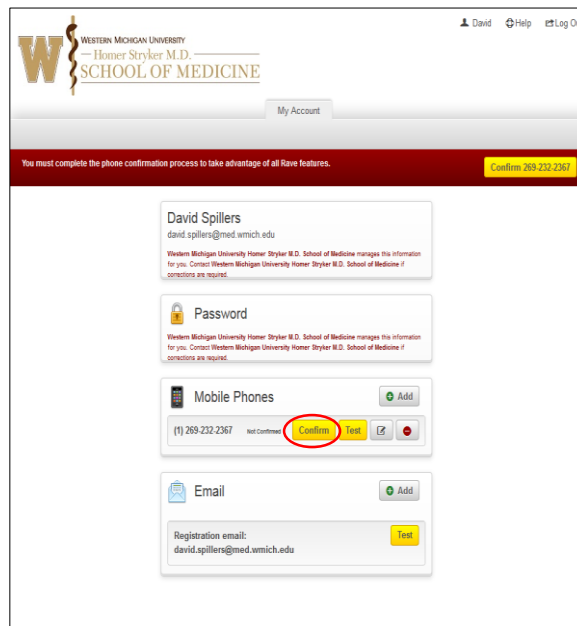 David Help Log O
W WESTERN MICHIGAN UNIVERSITY
Homer Stryker M.D.
SCHOOL OF MEDICINE
My Account
You must complete the phone confirmation process to take advantage of all Rave features.
Confirm 269-232-2367
David Spillers
david.spillers@med.wmich.edu
Western Michigan University Homer Stryker M.D. School of Medicine manages this information
for you. Contact Western Michigan University Homer Stryker M.D. School of Medicine if
corrections are required.
Password
Western Michigan University Homer Stryker M.D. School of Medicine manages this information
for you. Contact Western Michigan University Homer Stryker M.D. School of Medicine if
corrections are required.
Mobile Phones Add
(1) 269-232-2367 Not Confirmed Confirm Test
Email Add
Registration email: Test
david.spillers@med.wmich.edu